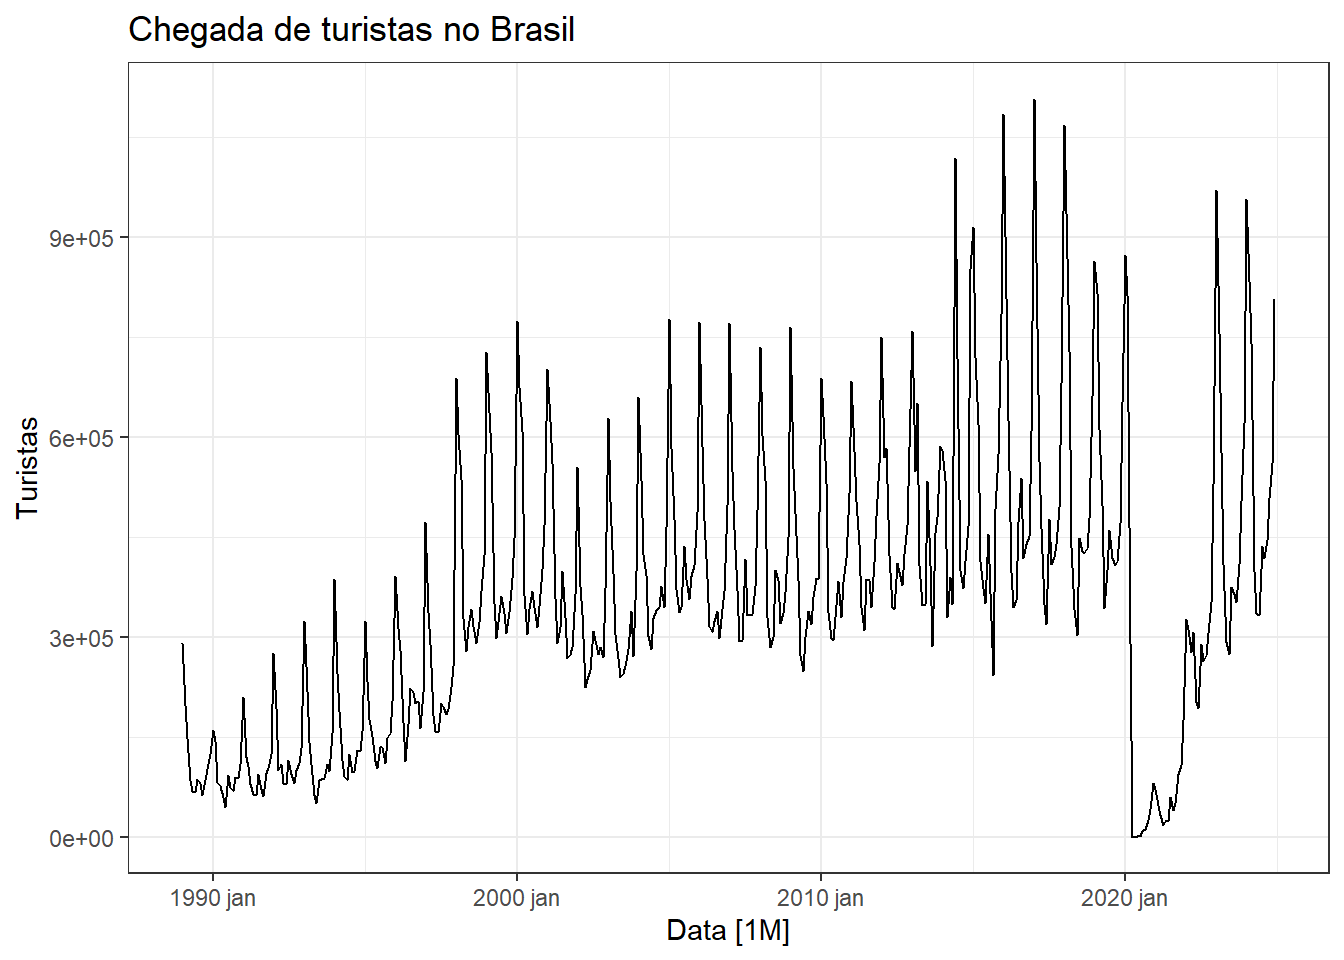 Chegada de turistas no Brasil
Turistas
9e+05
6e+05
3e+05
0e+00
1990 jan
2000 jan
2010 jan
2020 jan
Data [1M]